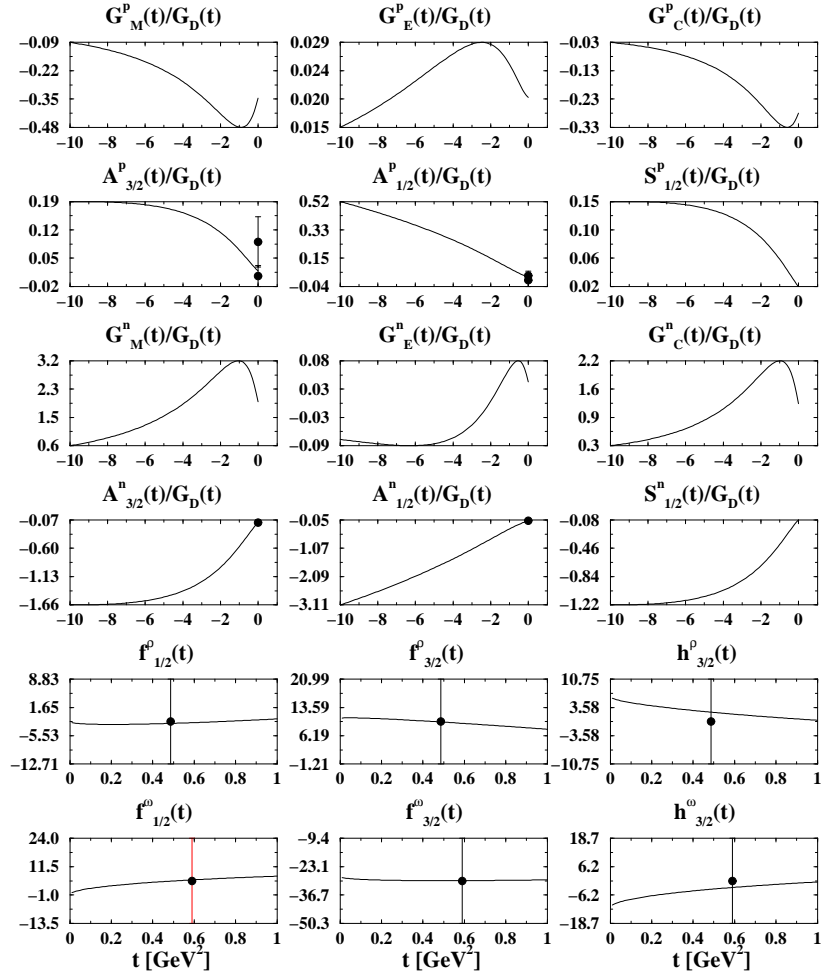 G^p_M(t)/G_D(t) G^p_E(t)/G_D(t) G^p_C(t)/G_D(t)
−0.09 0.029 −0.03
−0.22 0.024 −0.13
−0.35 0.020 −0.23
−0.48 0.015 −0.33
−10 −8 −6 −4 −2 0 −10 −8 −6 −4 −2 0 −10 −8 −6 −4 −2 0
A^p_3/2(t)/G_D(t) A^p_1/2(t)/G_D(t) S^p_1/2(t)/G_D(t)
0.19 0.52 0.15
0.12 0.33 0.10
0.05 0.15 0.06
−0.02 −0.04 0.02
−10 −8 −6 −4 −2 0 −10 −8 −6 −4 −2 0 −10 −8 −6 −4 −2 0
G^n_M(t)/G_D(t) G^n_E(t)/G_D(t) G^n_C(t)/G_D(t)
3.2 0.08 2.2
2.3 0.03 1.6
1.5 −0.03 0.9
0.6 −0.09 0.3
−10 −8 −6 −4 −2 0 −10 −8 −6 −4 −2 0 −10 −8 −6 −4 −2 0
A^n_3/2(t)/G_D(t) A^n_1/2(t)/G_D(t) S^n_1/2(t)/G_D(t)
−0.07 −0.05 −0.08
−0.60 −1.07 −0.46
−1.13 −2.09 −0.84
−1.66 −3.11 −1.22
−10 −8 −6 −4 −2 0 −10 −8 −6 −4 −2 0 −10 −8 −6 −4 −2 0
f^ρ_1/2(t) f^ρ_3/2(t) h^ρ_3/2(t)
8.83 20.99 10.75
1.65 13.59 3.58
−5.53 6.19 −3.58
−12.71 −1.21 −10.75
0 0.2 0.4 0.6 0.8 1 0 0.2 0.4 0.6 0.8 1 0 0.2 0.4 0.6 0.8 1
f^ω_1/2(t) f^ω_3/2(t) h^ω_3/2(t)
24.0 −9.4 18.7
11.5 −23.1 6.2
−1.0 −36.7 −6.2
−13.5 −50.3 −18.7
0 0.2 0.4 0.6 0.8 1 0 0.2 0.4 0.6 0.8 1 0 0.2 0.4 0.6 0.8 1
t [GeV^2] t [GeV^2] t [GeV^2]